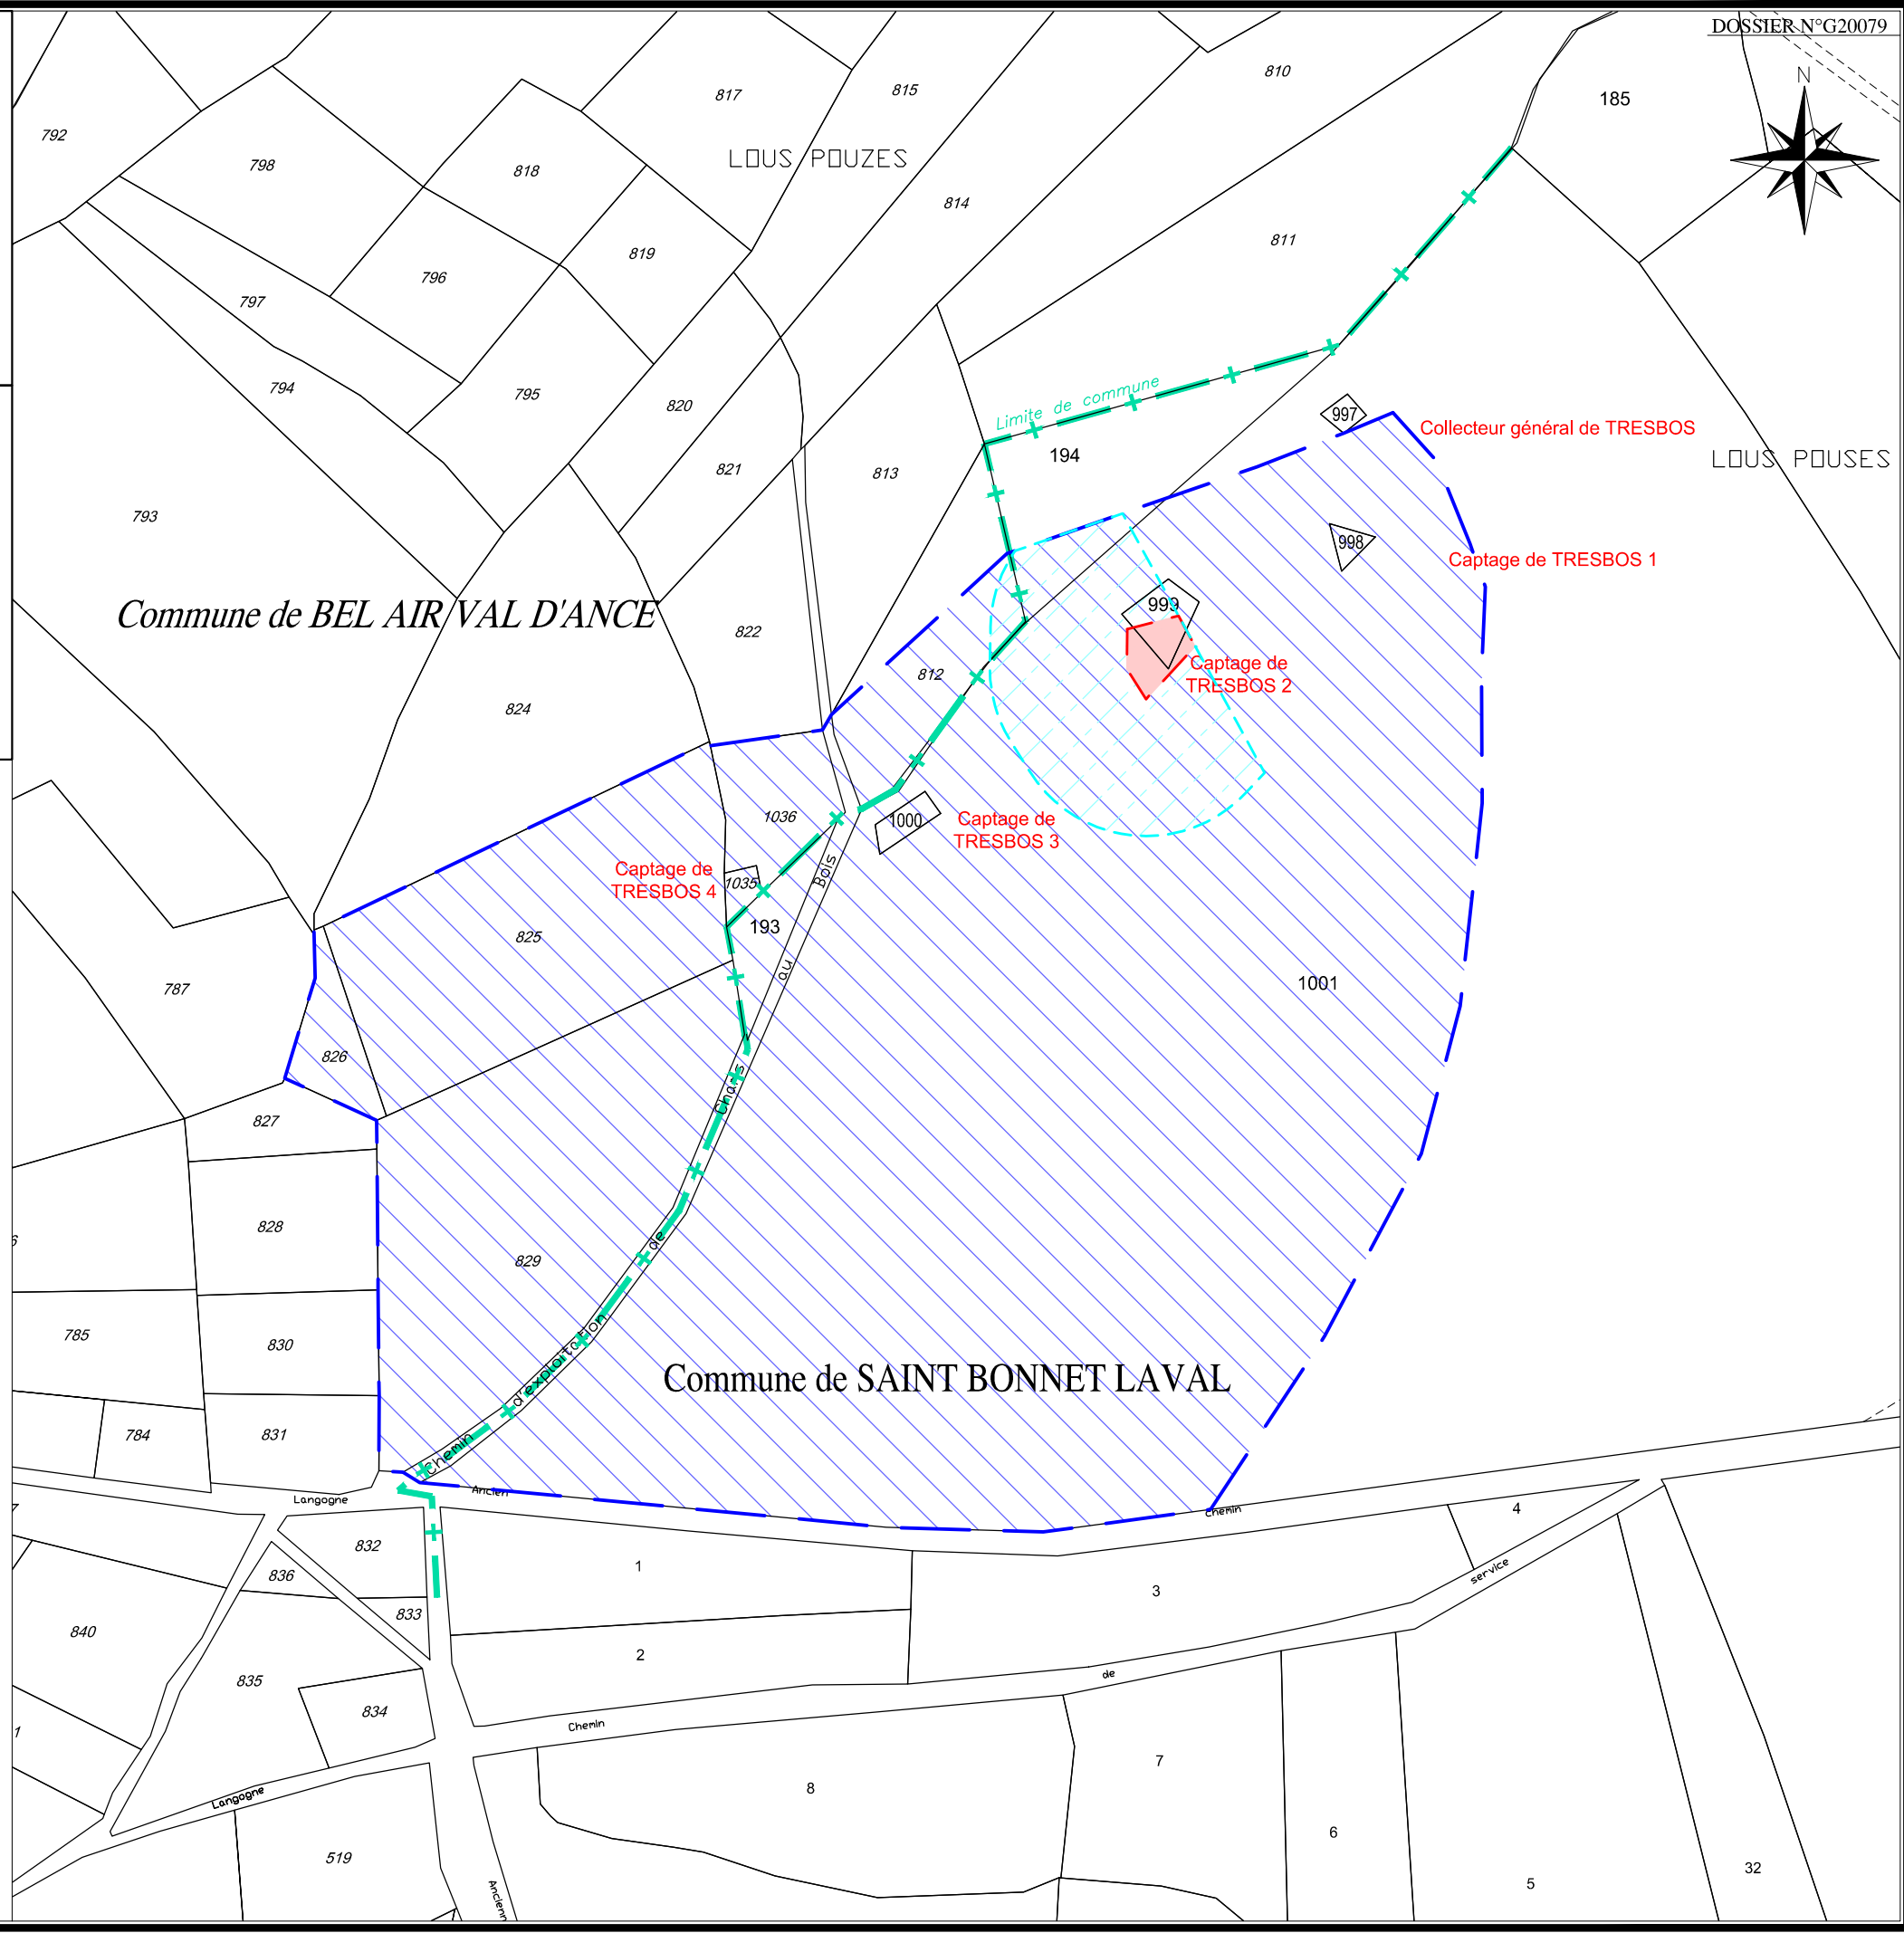 DOSSIER N°G20079
N
810
185
815
817
792
LOUS POUZES
798
818
814
811
819
796
797
794
795
820
Limite de commune
997
Collecteur général de TRESBOS
194
LOUS POUSES
821
813
793
998
Captage de TRESBOS 1
999
Commune de BEL AIR VAL D'ANCE
822
812
Captage de
TRESBOS 2
824
1036
1000
Captage de
TRESBOS 3
Captage de
TRESBOS 4
1035
193
825
787
1001
826
827
828
829
785
830
784
831
Chemin d'exploitation de Chars au Bois
Commune de SAINT BONNET LAVAL
Langogne
Ancien
Chemin
4
832
1
836
service
3
833
840
2
835
de
834
Chemin
1
7
8
Langogne
6
519
32
5
Ancienn